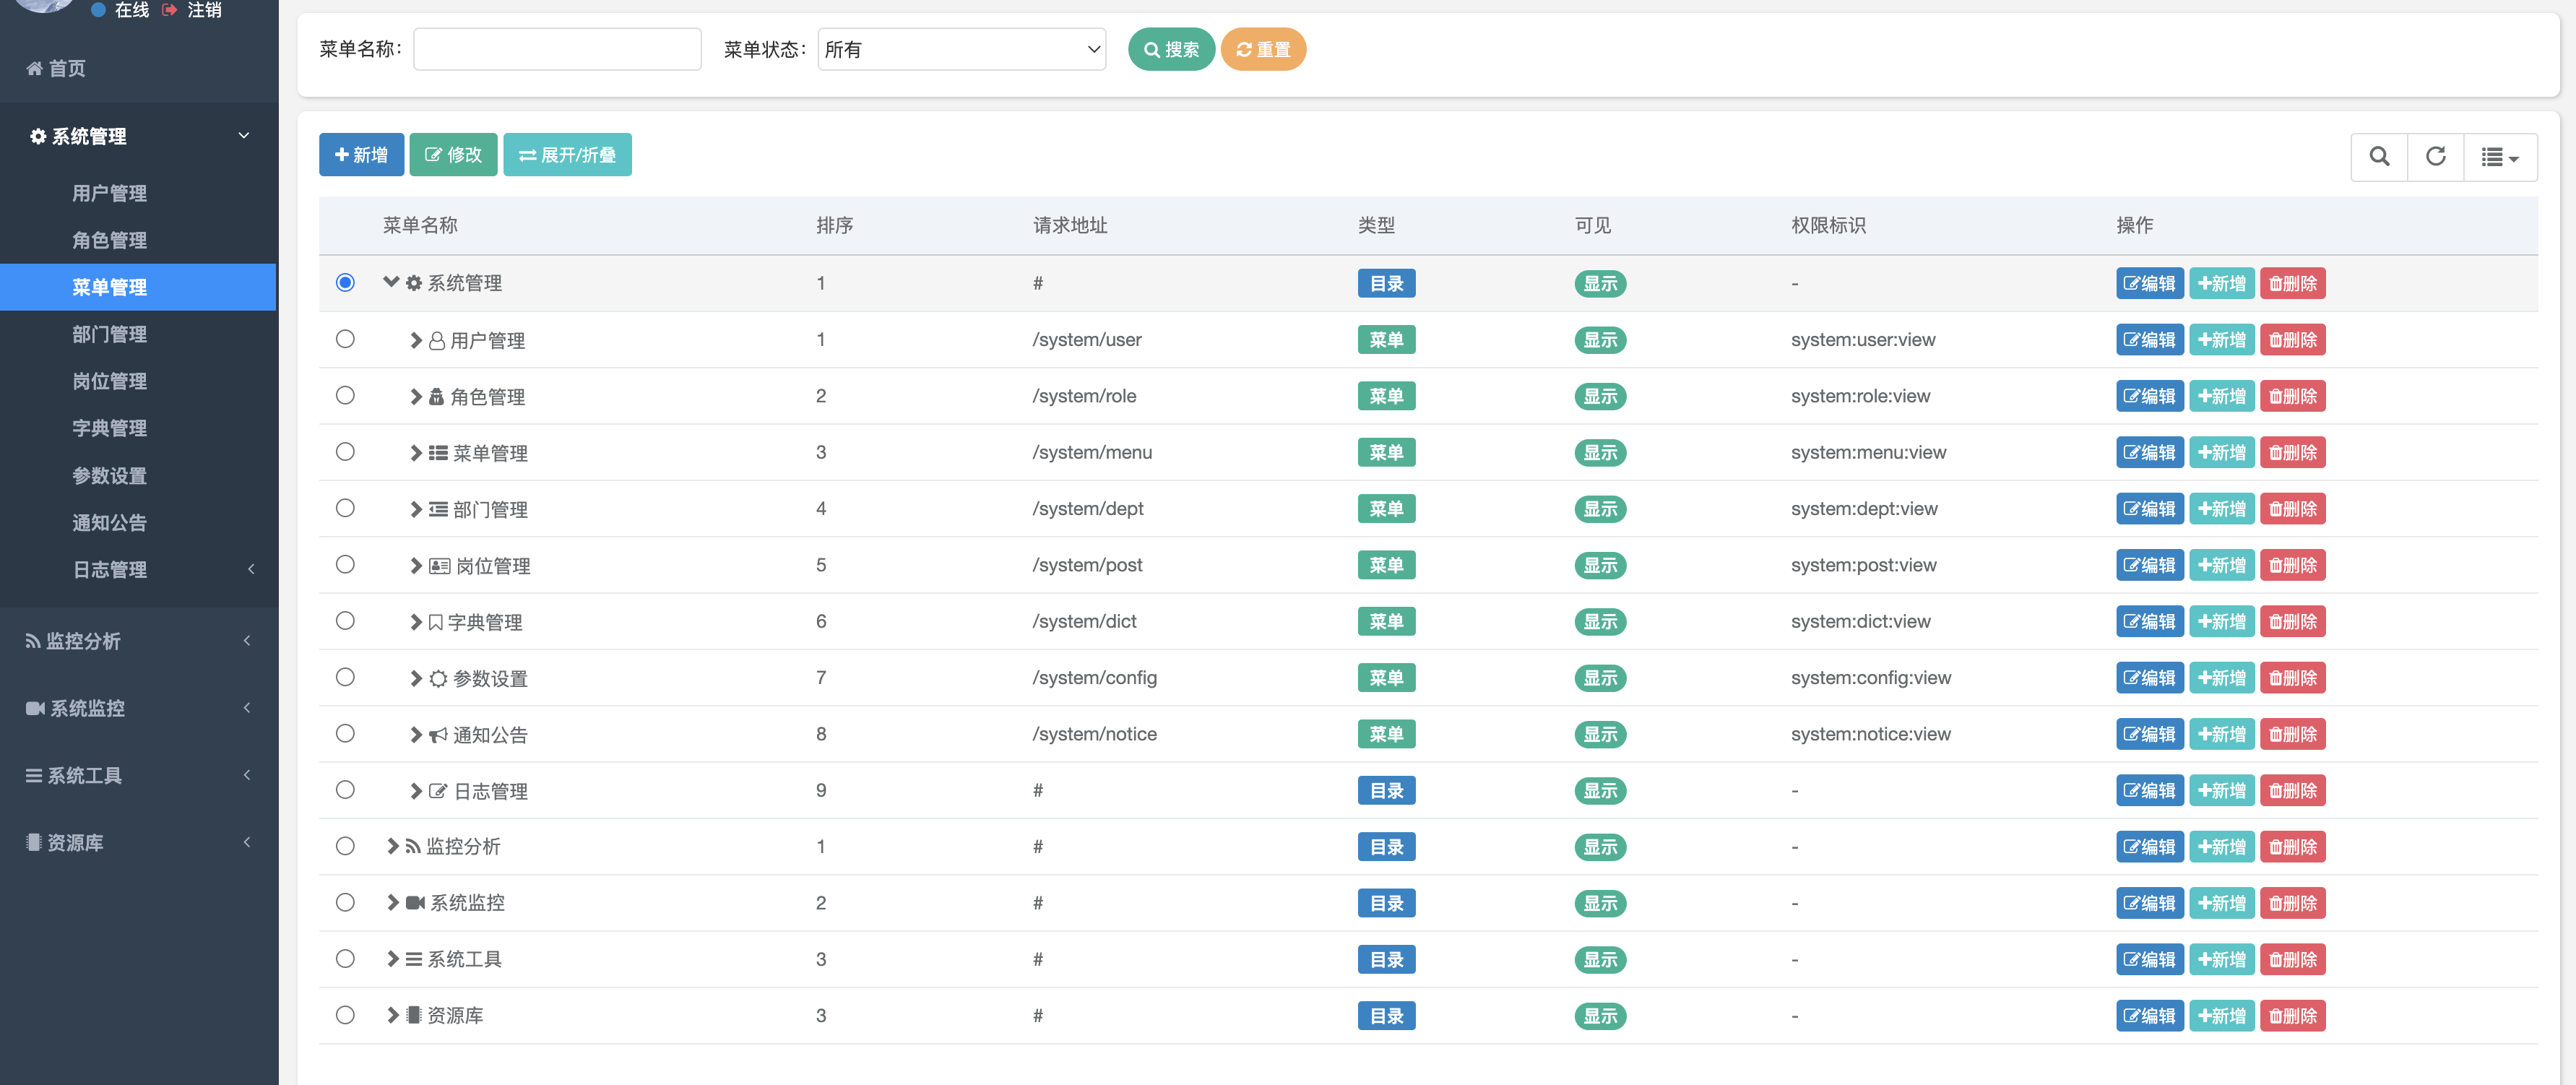 在线 注销
首页
系统管理
用户管理
角色管理
菜单管理
部门管理
岗位管理
字典管理
参数设置
通知公告
日志管理
监控分析
系统监控
系统工具
资源库
菜单名称： 菜单状态： 所有 搜索 重置
新增 修改 展开/折叠
菜单名称 排序 请求地址 类型 可见 权限标识 操作
系统管理 1 # 目录 显示 - 编辑 新增 删除
用户管理 1 /system/user 菜单 显示 system:user:view 编辑 新增 删除
角色管理 2 /system/role 菜单 显示 system:role:view 编辑 新增 删除
菜单管理 3 /system/menu 菜单 显示 system:menu:view 编辑 新增 删除
部门管理 4 /system/dept 菜单 显示 system:dept:view 编辑 新增 删除
岗位管理 5 /system/post 菜单 显示 system:post:view 编辑 新增 删除
字典管理 6 /system/dict 菜单 显示 system:dict:view 编辑 新增 删除
参数设置 7 /system/config 菜单 显示 system:config:view 编辑 新增 删除
通知公告 8 /system/notice 菜单 显示 system:notice:view 编辑 新增 删除
日志管理 9 # 目录 显示 - 编辑 新增 删除
监控分析 1 # 目录 显示 - 编辑 新增 删除
系统监控 2 # 目录 显示 - 编辑 新增 删除
系统工具 3 # 目录 显示 - 编辑 新增 删除
资源库 3 # 目录 显示 - 编辑 新增 删除